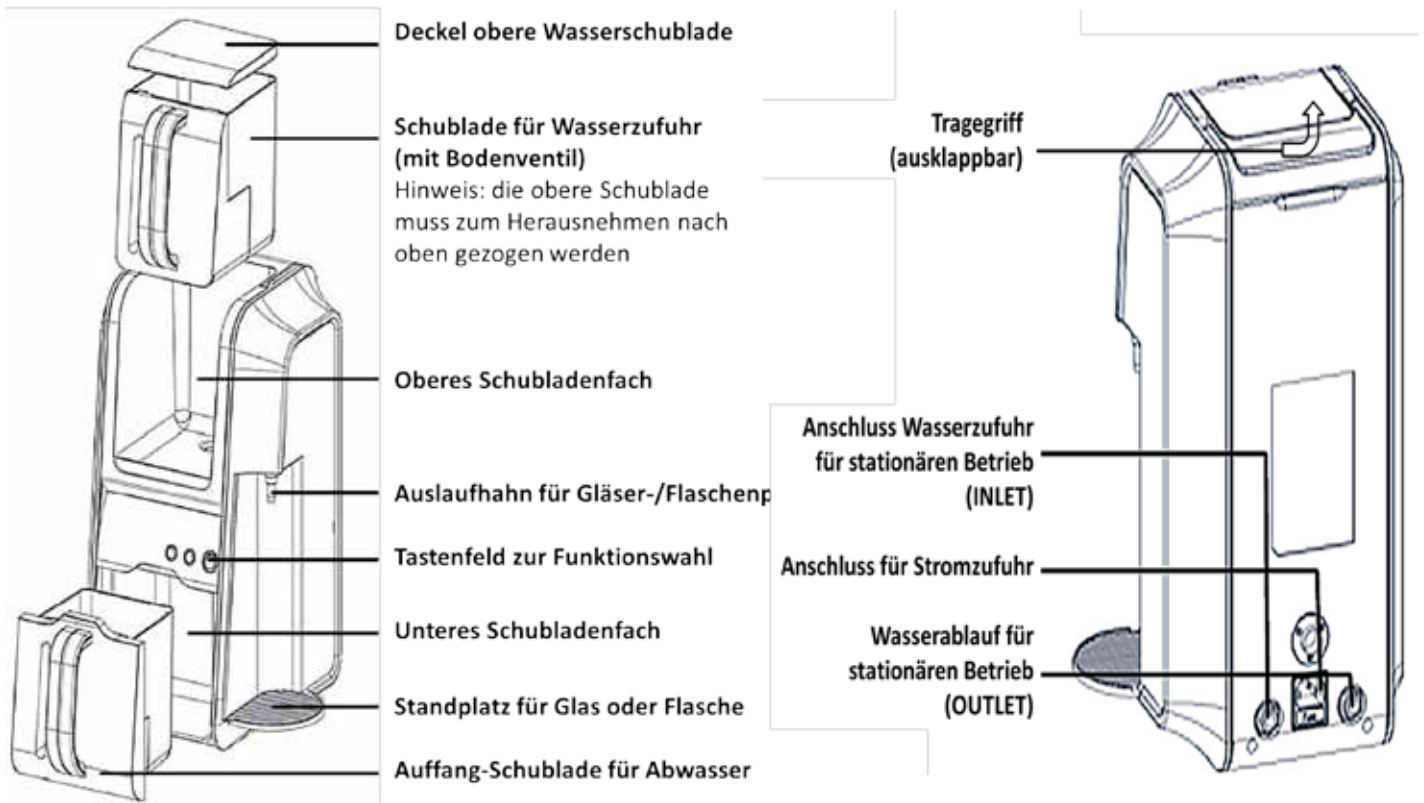 Deckel obere Wasserschublade
Schublade für Wasserzufuhr
(mit Bodenventil)
Hinweis: die obere Schublade
muss zum Herausnehmen nach
oben gezogen werden
Oberes Schubladenfach
Auslaufhahn für Gläser-/Flaschenp
Tastenfeld zur Funktionswahl
Unteres Schubladenfach
Standplatz für Glas oder Flasche
Auffang-Schublade für Abwasser
Tragegriff
(ausklappbar)
Anschluss Wasserzufuhr
für stationären Betrieb
(INLET)
Anschluss für Stromzufuhr
Wasserablauf für
stationären Betrieb
(OUTLET)